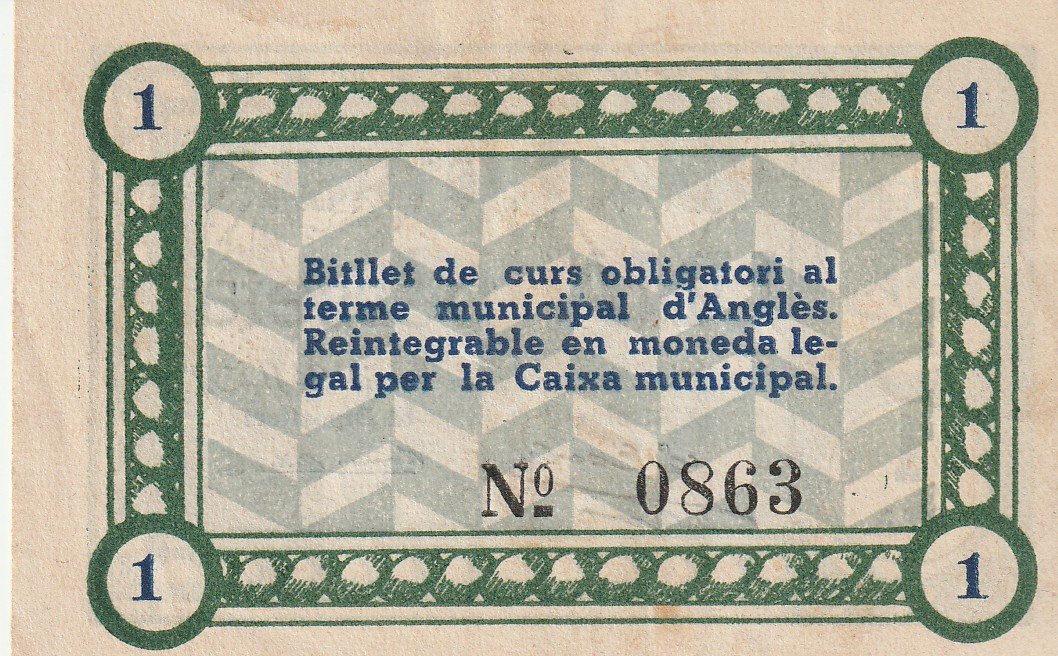 1 1
Bitllet de curs obligatori al
terme municipal d'Anglès.
Reintegrable en moneda le-
gal per la Caixa municipal.
Nº 0863
1 1